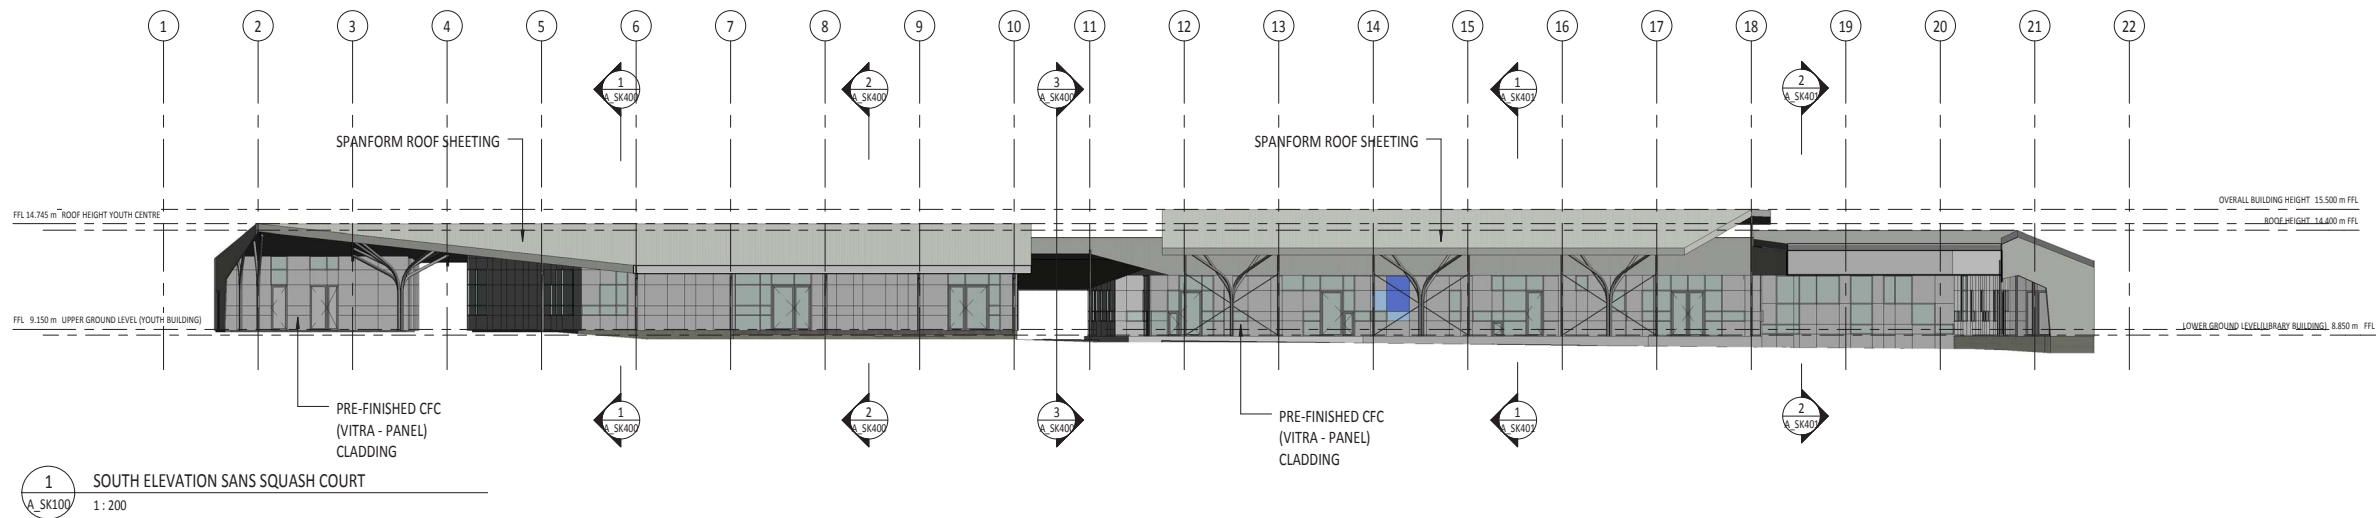 1 2 3 4 5 6 7 8 9 10 11 12 13 14 15 16 17 18 19 20 21 22
1 2 3 1 2
A_SK400 A_SK400 A_SK400 A_SK401 A_SK401
SPANFORM ROOF SHEETING
SPANFORM ROOF SHEETING
OVERALL BUILDING HEIGHT 15.500 m FFL
FFL 14.745 m ROOF HEIGHT YOUTH CENTRE
ROOF HEIGHT 14.400 m FFL
FFL 9.150 m UPPER GROUND LEVEL (YOUTH BUILDING)
LOWER GROUND LEVEL(LIBRARY BUILDING) 8.850 m FFL
PRE-FINISHED CFC
(VITRA - PANEL)
CLADDING
PRE-FINISHED CFC
(VITRA - PANEL)
CLADDING
1 2 3 1 2
A_SK400 A_SK400 A_SK400 A_SK401 A_SK401
1
A_SK100
SOUTH ELEVATION SANS SQUASH COURT
1 : 200